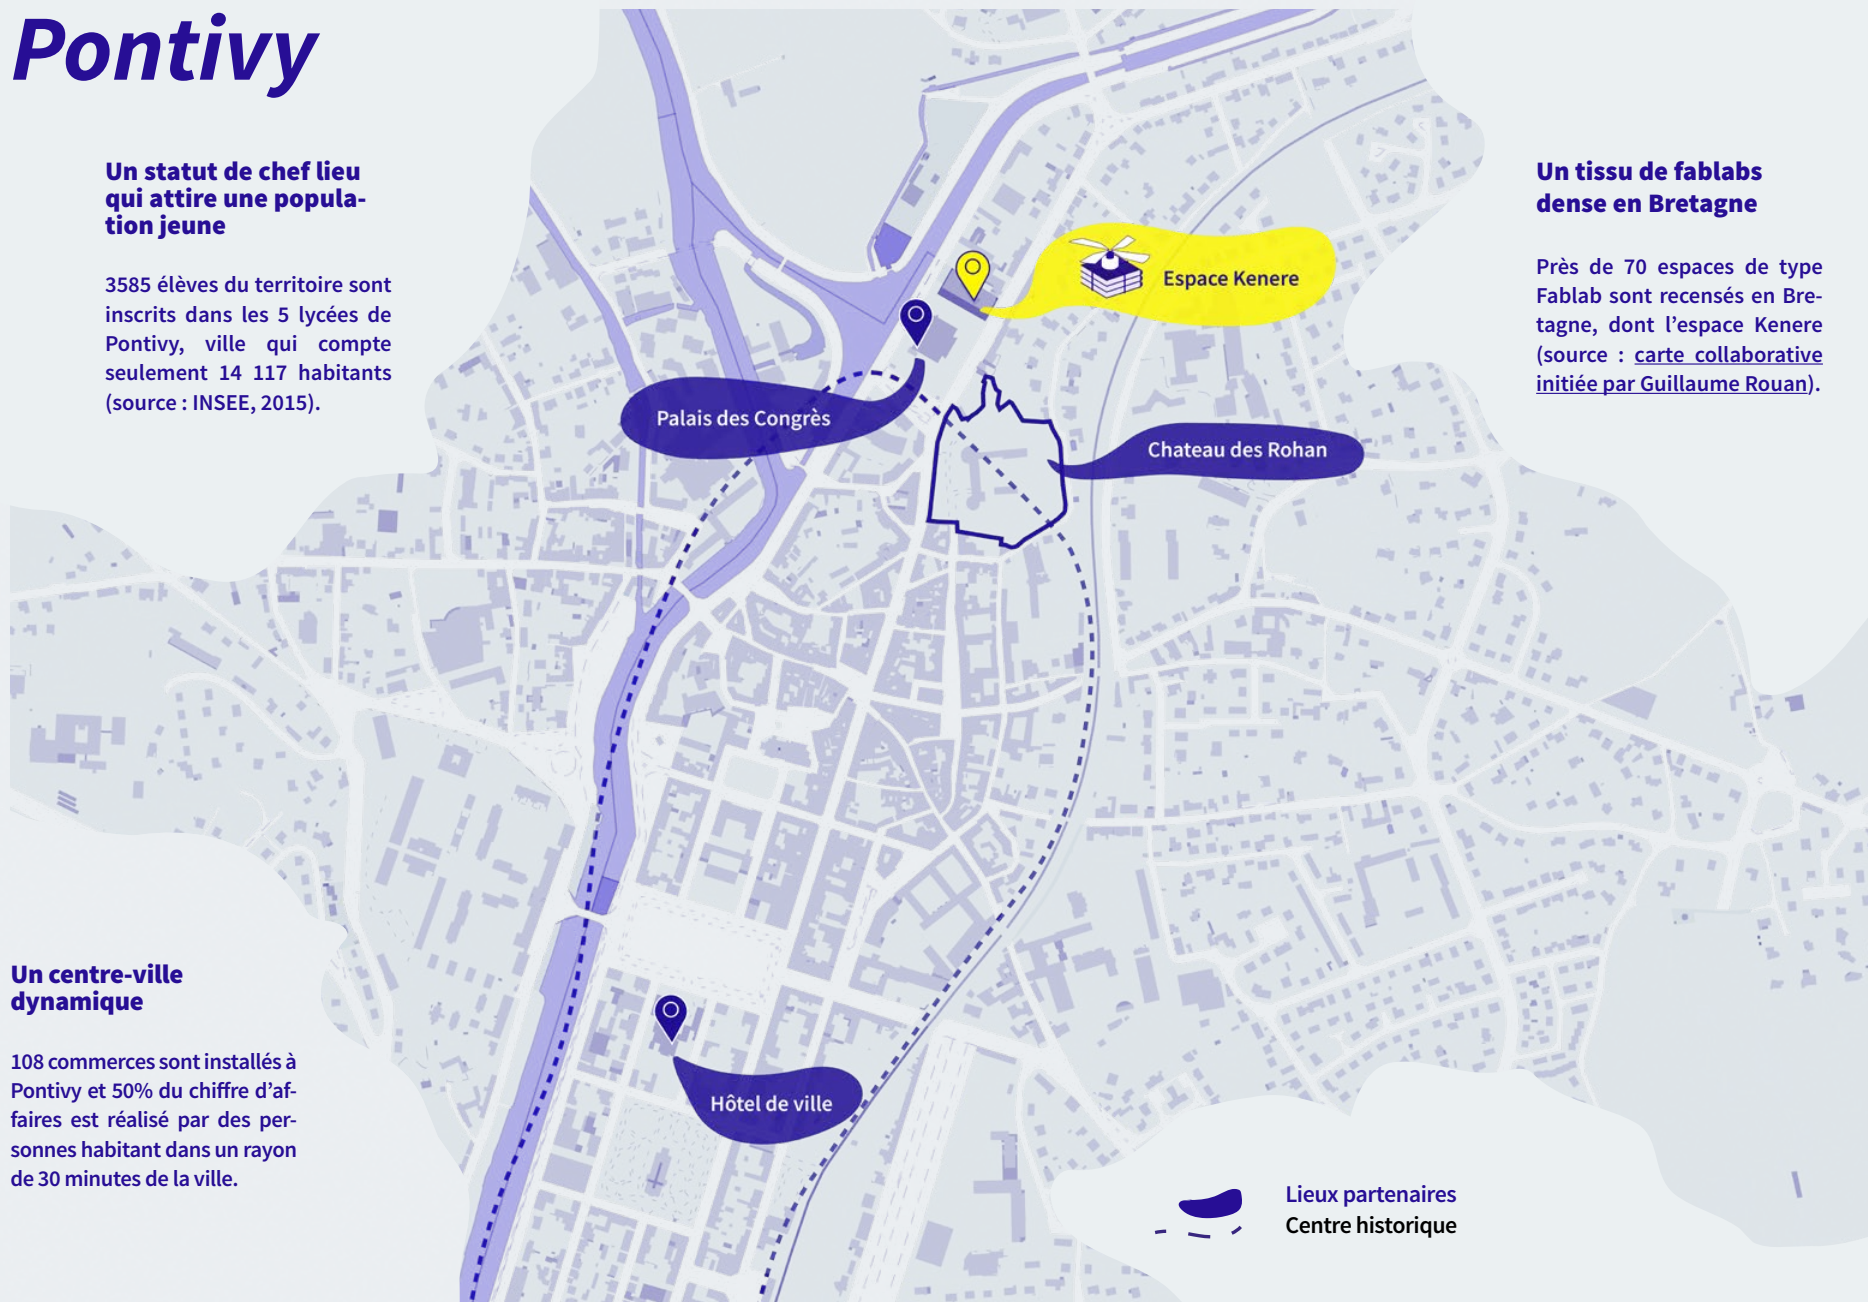 Pontivy
Un statut de chef lieu
qui attire une popula-
tion jeune
3585 élèves du territoire sont
inscrits dans les 5 lycées de
Pontivy, ville qui compte
seulement 14 117 habitants
(source : INSEE, 2015).
Un tissu de fablabs
dense en Bretagne
Près de 70 espaces de type
Fablab sont recensés en Bre-
tagne, dont l'espace Kenere
(source : carte collaborative
initiée par Guillaume Rouan).
Espace Kenere
Palais des Congrès
Chateau des Rohan
Un centre-ville
dynamique
108 commerces sont installés à
Pontivy et 50% du chiffre d'af-
faires est réalisé par des per-
sonnes habitant dans un rayon
de 30 minutes de la ville.
Hôtel de ville
Lieux partenaires
Centre historique